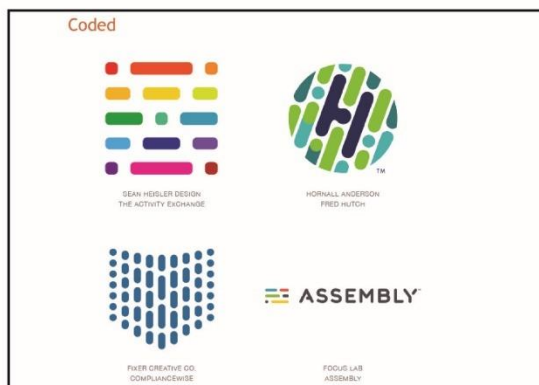 Coded
SEAN HEISLER DESIGN
THE ACTIVITY EXCHANGE
HORNALL ANDERSON
FRED HUTCH
TM
FIXER CREATIVE CO.
COMPLIANCEWISE
ASSEMBLY
FOCUS LAB
ASSEMBLY